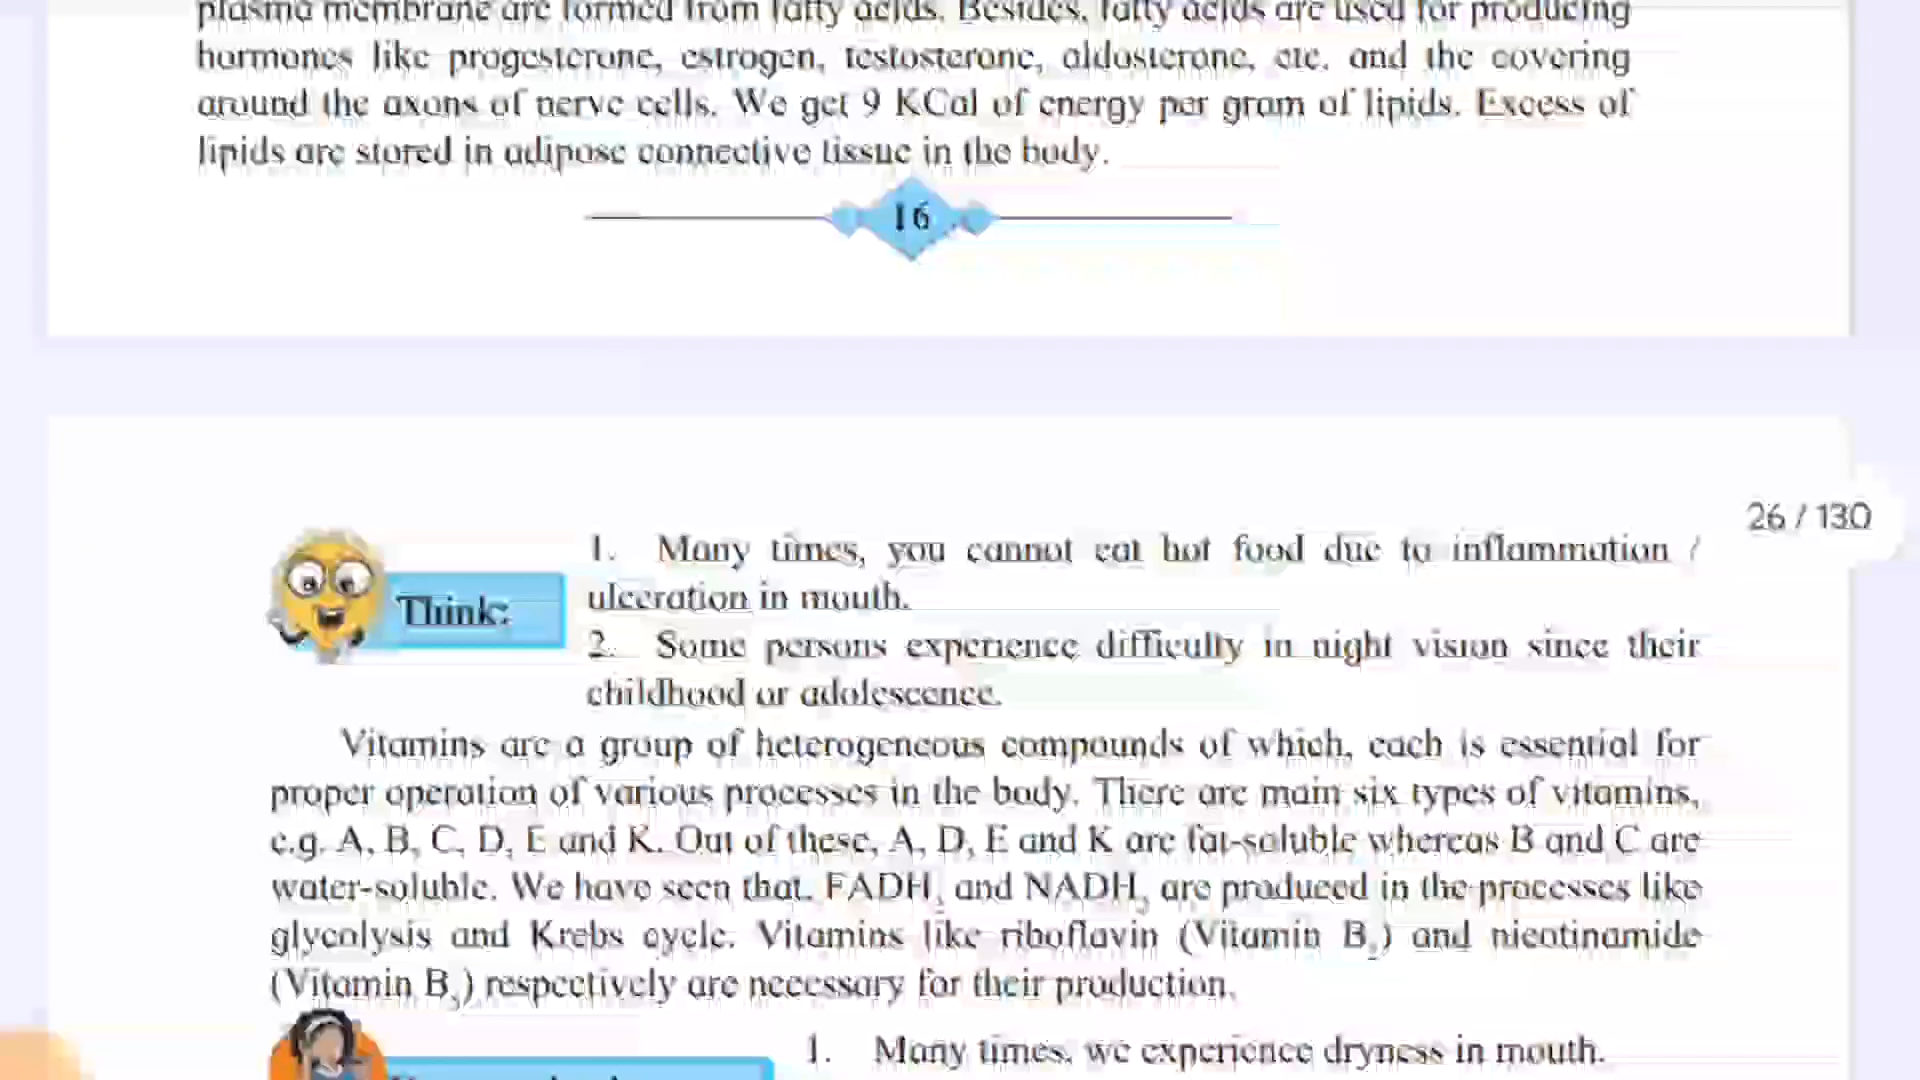 plasma membrane are formed from fatty acids. Besides, fatty acids are used for producing
hormones like progesterone, estrogen, testosterone, aldosterone, etc. and the covering
around the axons of nerve cells. We get 9 KCal of energy per gram of lipids. Excess of
lipids are stored in adipose connective tissue in the body.
16
26 / 130
Think:
1. Many times, you cannot eat hot food due to inflammation /
ulceration in mouth.
2. Some persons experience difficulty in night vision since their
childhood or adolescence.
Vitamins are a group of heterogeneous compounds of which, each is essential for
proper operation of various processes in the body. There are main six types of vitamins,
e.g. A, B, C, D, E and K. Out of these, A, D, E and K are fat-soluble whereas B and C are
water-soluble. We have seen that, FADH₂ and NADH₂ are produced in the processes like
glycolysis and Krebs cycle. Vitamins like riboflavin (Vitamin B₂) and nicotinamide
(Vitamin B₃) respectively are necessary for their production.
1. Many times, we experience dryness in mouth.